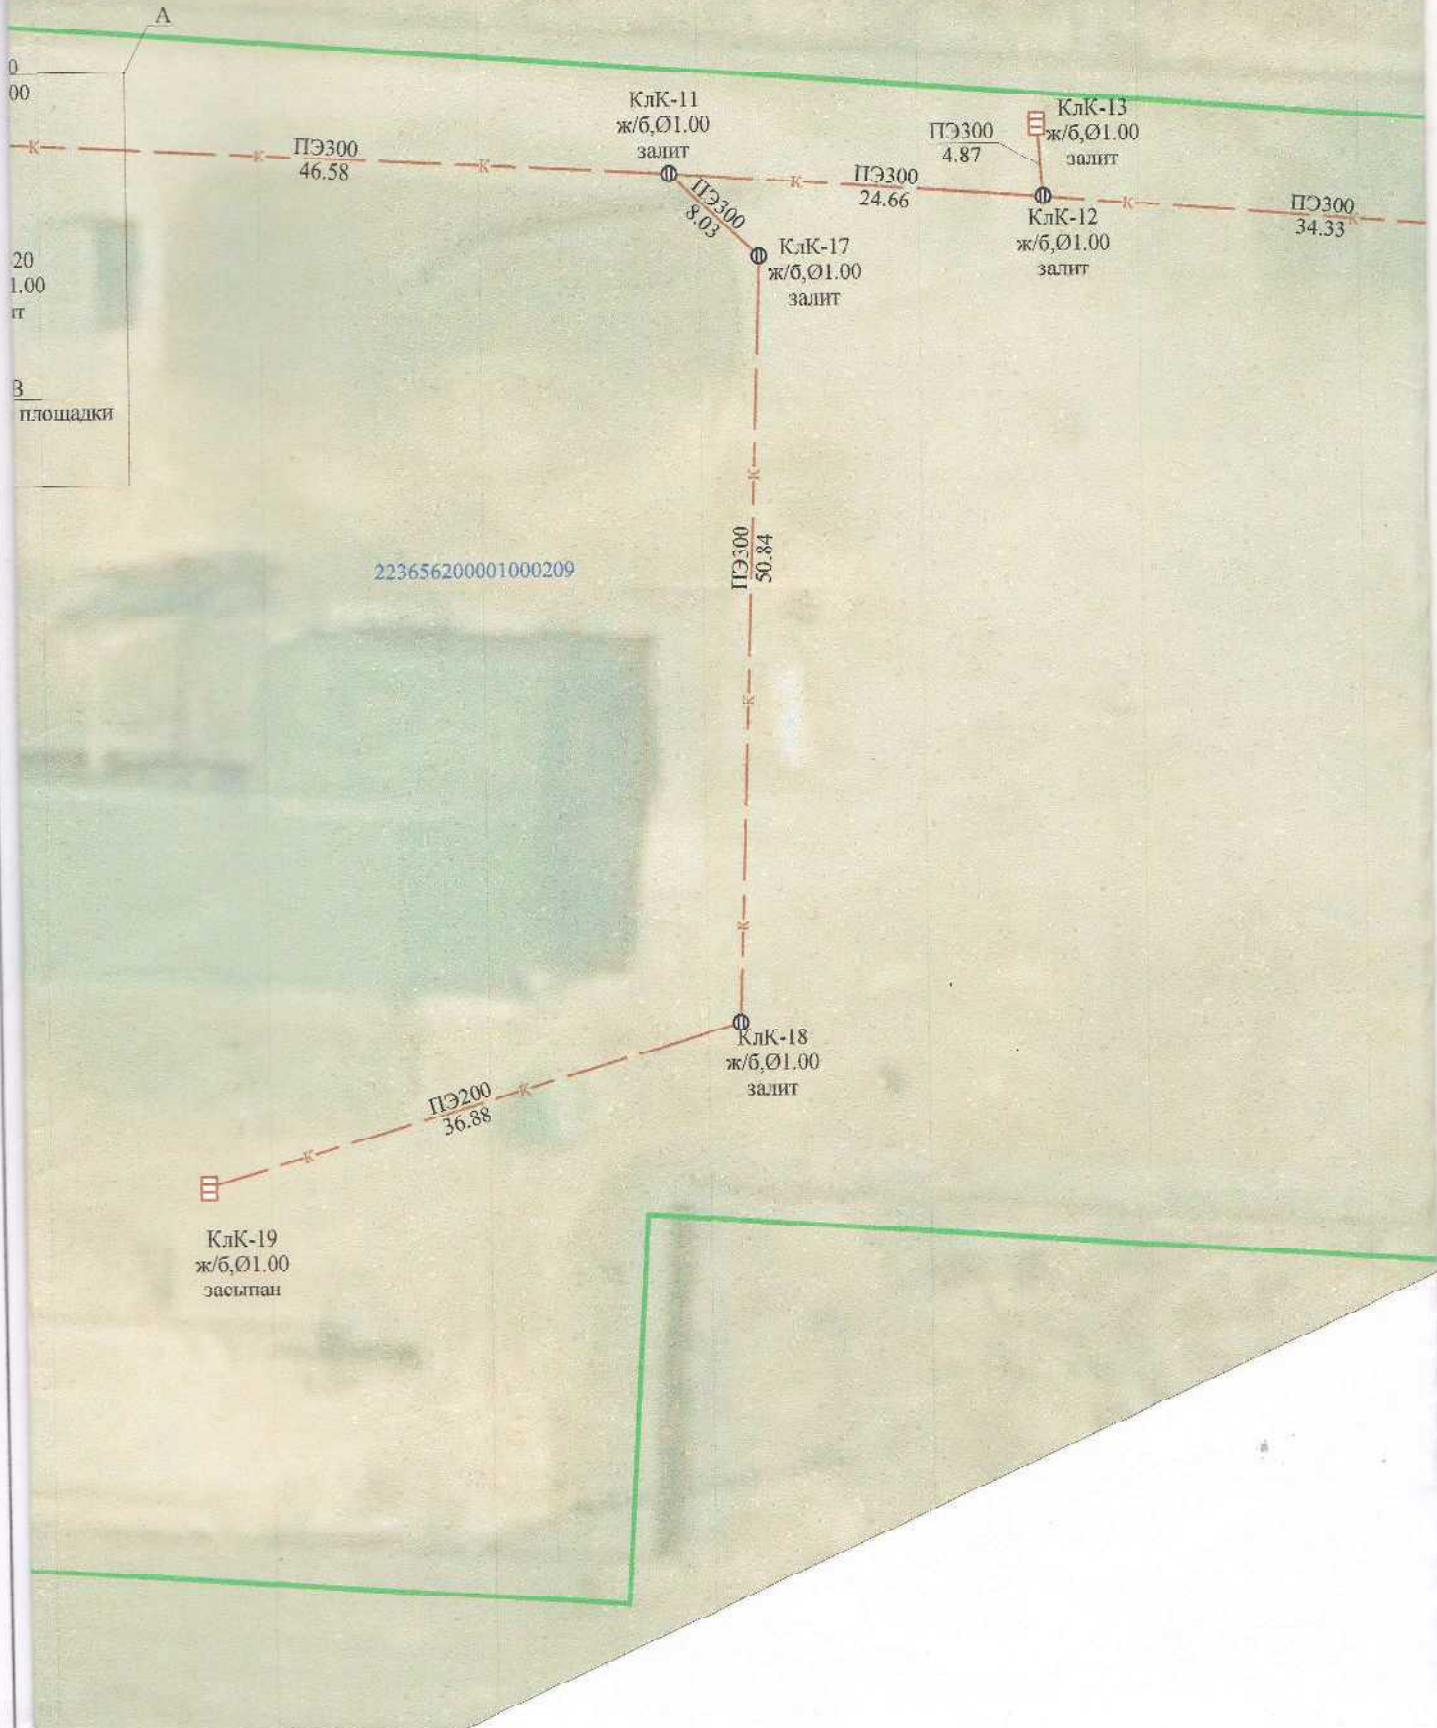 А
0
00
К
ПЭ300
46.58
К
К
КлК-11
ж/б,Ø1.00
залит
ПЭ300
8.03
К
ПЭ300
24.66
ПЭ300
4.87
КлК-13
ж/б,Ø1.00
залит
КлК-12
ж/б,Ø1.00
залит
К
ПЭ300
34.33
К
КлК-17
ж/б,Ø1.00
залит
20
1.00
ит
В
площадки
К
ПЭ300
50.84
223656200001000209
К
К
КлК-18
ж/б,Ø1.00
залит
ПЭ200
36.88
К
К
КлК-19
ж/б,Ø1.00
засыпан